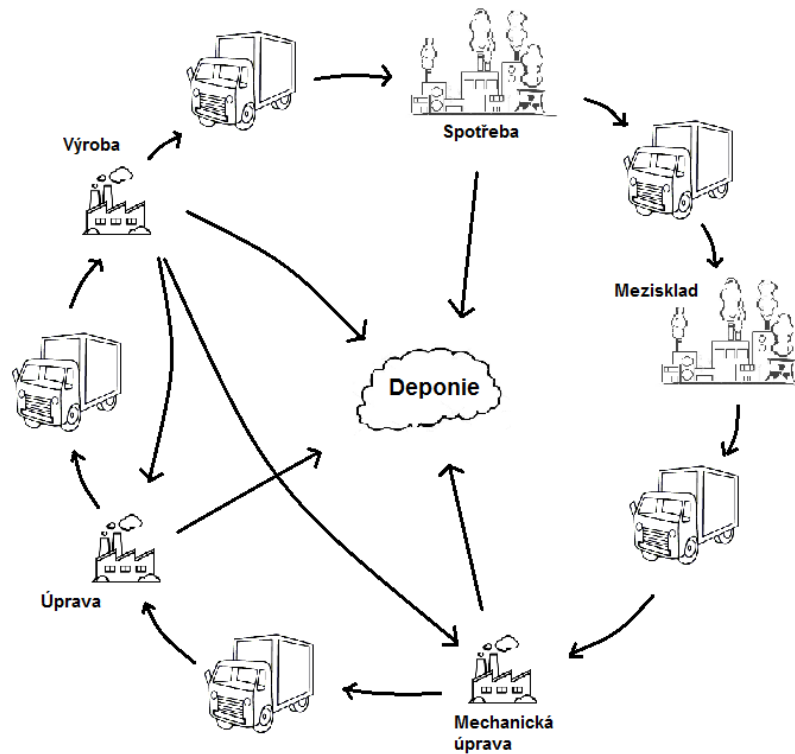 Spotřeba
Výroba
Mezisklad
Deponie
Úprava
Mechanická
úprava